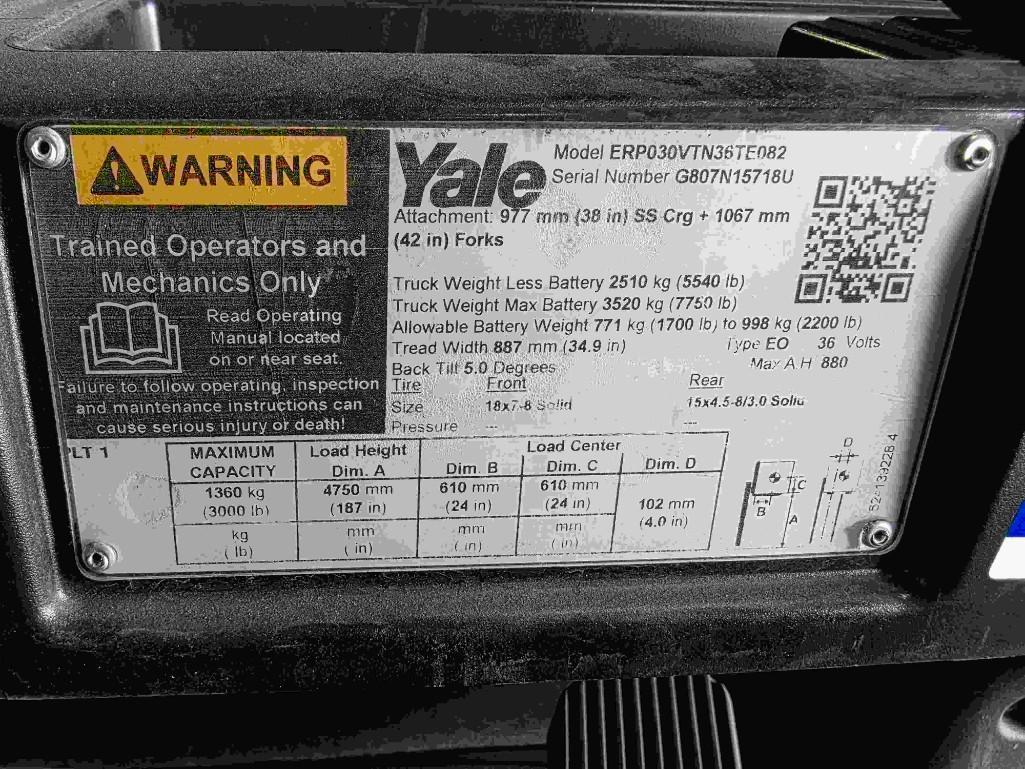 WARNING
Trained Operators and
Mechanics Only
Read Operating
Manual located
on or near seat.
Failure to follow operating, inspection
and maintenance instructions can
cause serious injury or death!
Yale
Model ERP030VTN36TE082
Serial Number G807N15718U
Attachment: 977 mm (38 in) SS Crg + 1067 mm
(42 in) Forks
Truck Weight Less Battery 2510 kg (5540 lb)
Truck Weight Max Battery 3520 kg (7750 lb)
Allowable Battery Weight 771 kg (1700 lb) to 998 kg (2200 lb)
Tread Width 887 mm (34.9 in) Type EO 36 Volts
Back Tilt 5.0 Degrees Max A.H 880
Tire Front Rear
Size 18x7-8 Solid 15x4.5-8/3.0 Solid
Pressure --- ---
PLT 1
MAXIMUM Load Height Load Center
CAPACITY Dim. A Dim. B Dim. C Dim. D
1360 kg 4750 mm 610 mm 610 mm 102 mm
(3000 lb) (187 in) (24 in) (24 in) (4.0 in)
kg mm mm mm
( lb) ( in) ( in) ( in)
D
C
B
A